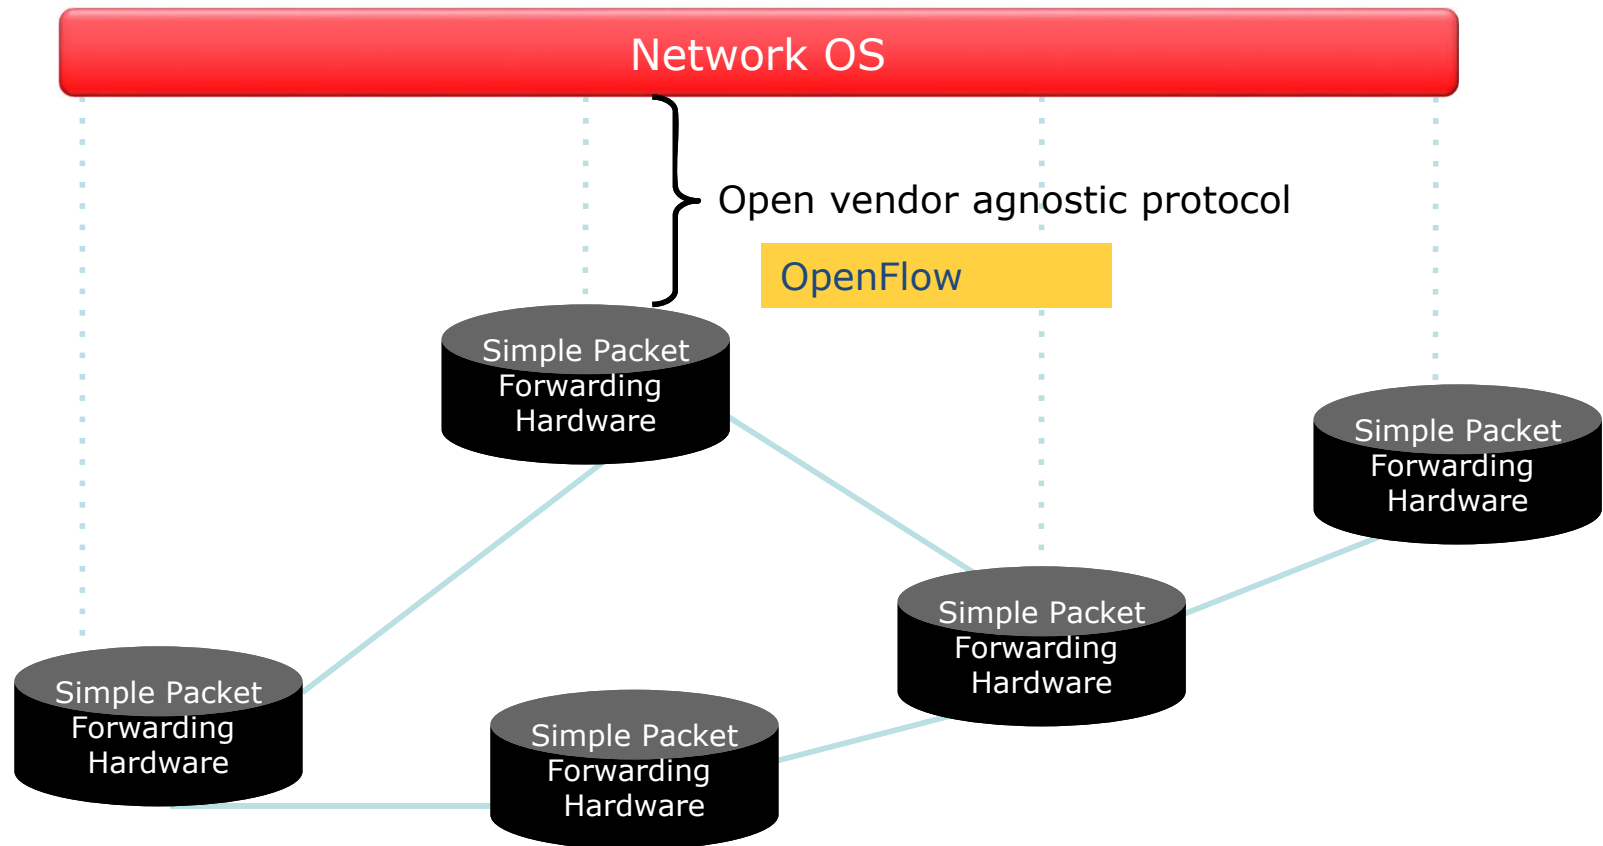 Network OS
Open vendor agnostic protocol
OpenFlow
Simple Packet
Forwarding
Hardware
Simple Packet
Forwarding
Hardware
Simple Packet
Forwarding
Hardware
Simple Packet
Forwarding
Hardware
Simple Packet
Forwarding
Hardware